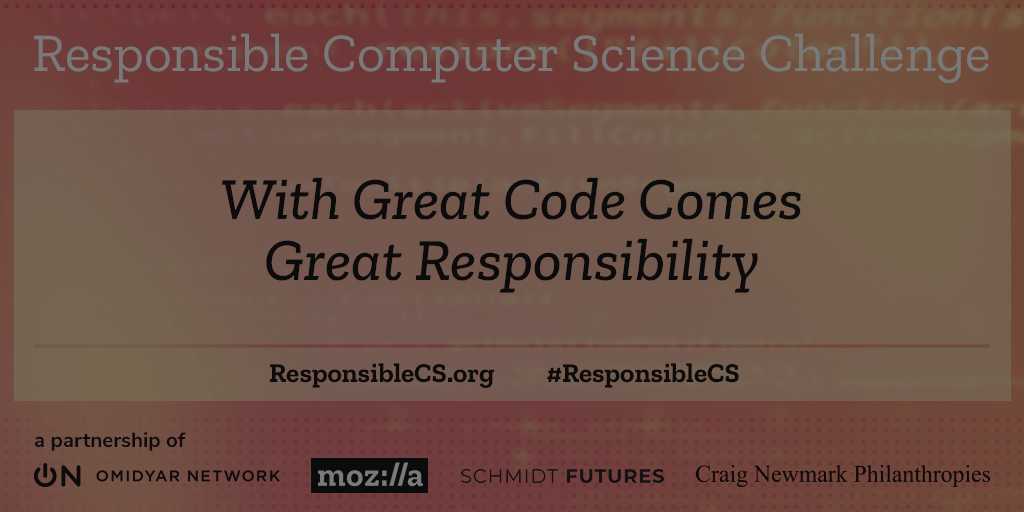 Responsible Computer Science Challenge
With Great Code Comes
Great Responsibility
ResponsibleCS.org #ResponsibleCS
a partnership of
ON OMIDYAR NETWORK moz://a SCHMIDT FUTURES Craig Newmark Philanthropies